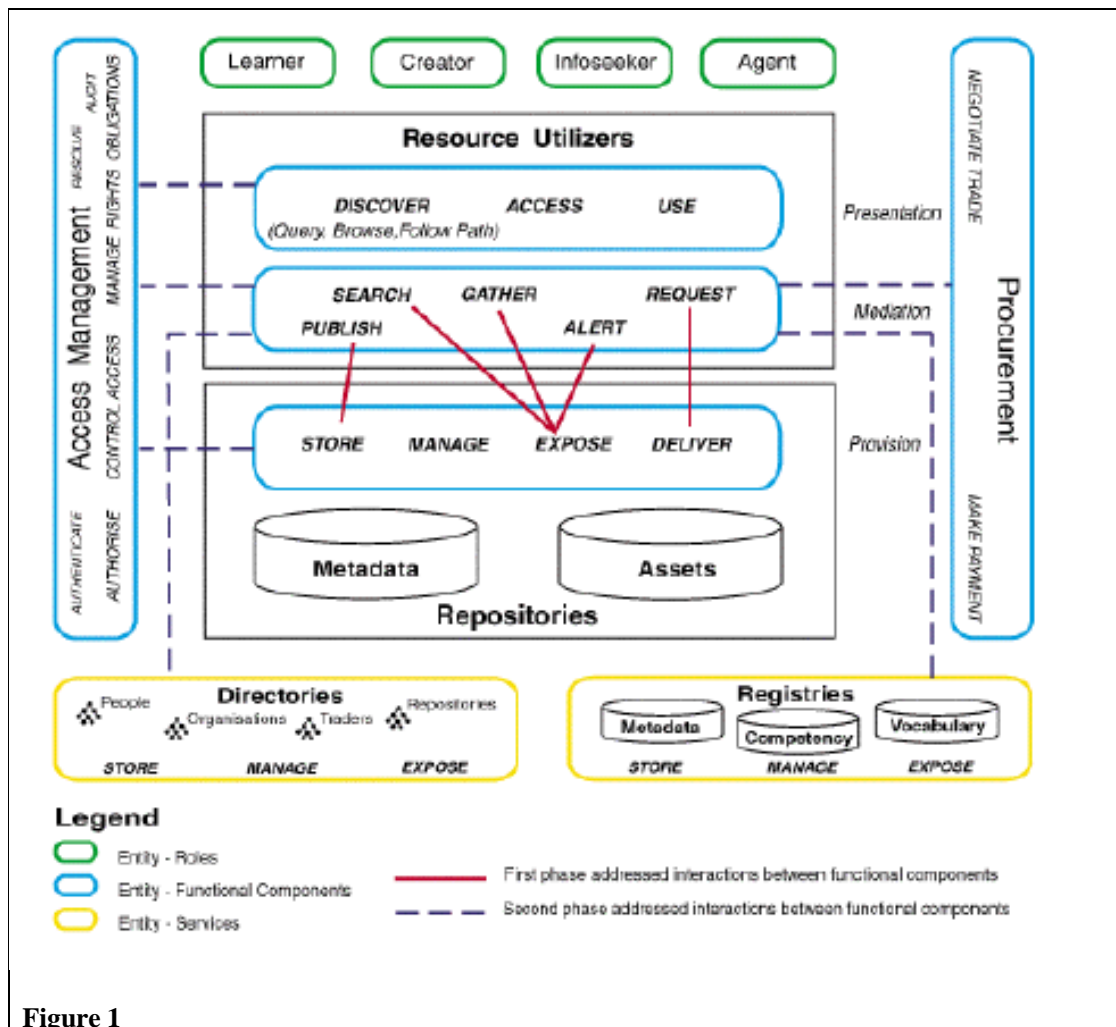 Learner
Creator
Infoseeker
Agent
Access Management
AUTHENTICATE
AUTHORISE
CONTROL ACCESS
MANAGE RIGHTS OBLIGATIONS
RESOLVE
AUDIT
Resource Utilizers
DISCOVER ACCESS USE
(Query, Browse,Follow Path)
SEARCH GATHER REQUEST
PUBLISH ALERT
STORE MANAGE EXPOSE DELIVER
Metadata
Assets
Repositories
Presentation
Mediation
Provision
NEGOTIATE TRADE
Procurement
MAKE PAYMENT
Directories
People
Organisations
Traders
Repositories
STORE MANAGE EXPOSE
Registries
Metadata
Competency
Vocabulary
STORE MANAGE EXPOSE
Legend
Entity - Roles
Entity - Functional Components
Entity - Services
First phase addressed interactions between functional components
Second phase addressed interactions between functional components
Figure 1